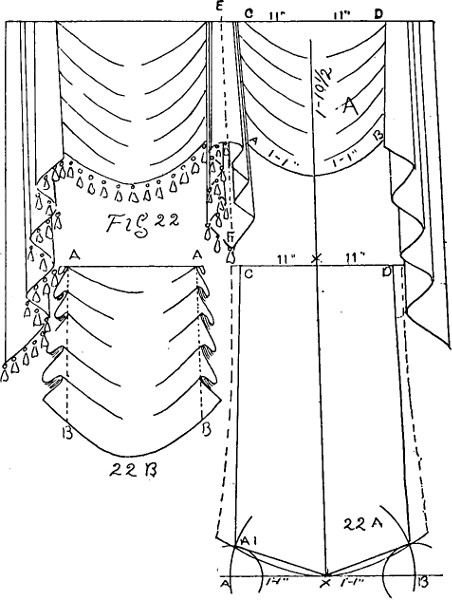 E
C 11" 11" D
1-10½
A
A B
1-1" 1-1"
FIG 22
F
A A
11" X 11"
C D
B B
22 B
22 A
A1
A 1-1" X 1-1" B